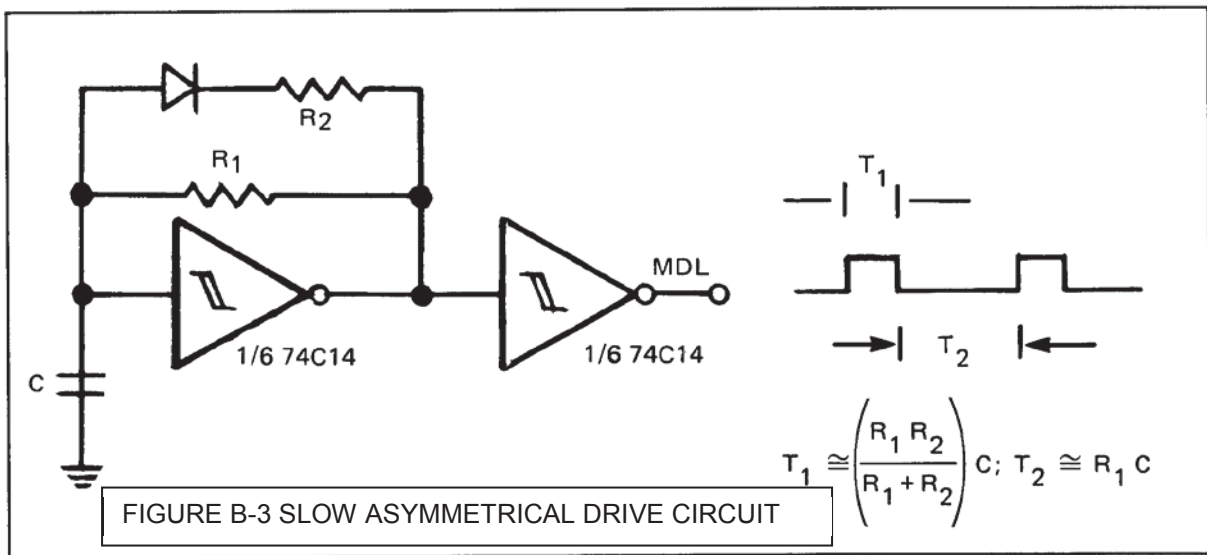 R2
R1
T1
MDL
1/6 74C14
1/6 74C14
T2
C
T1 ≅ (R1 R2 / R1 + R2) C; T2 ≅ R1 C
FIGURE B-3 SLOW ASYMMETRICAL DRIVE CIRCUIT